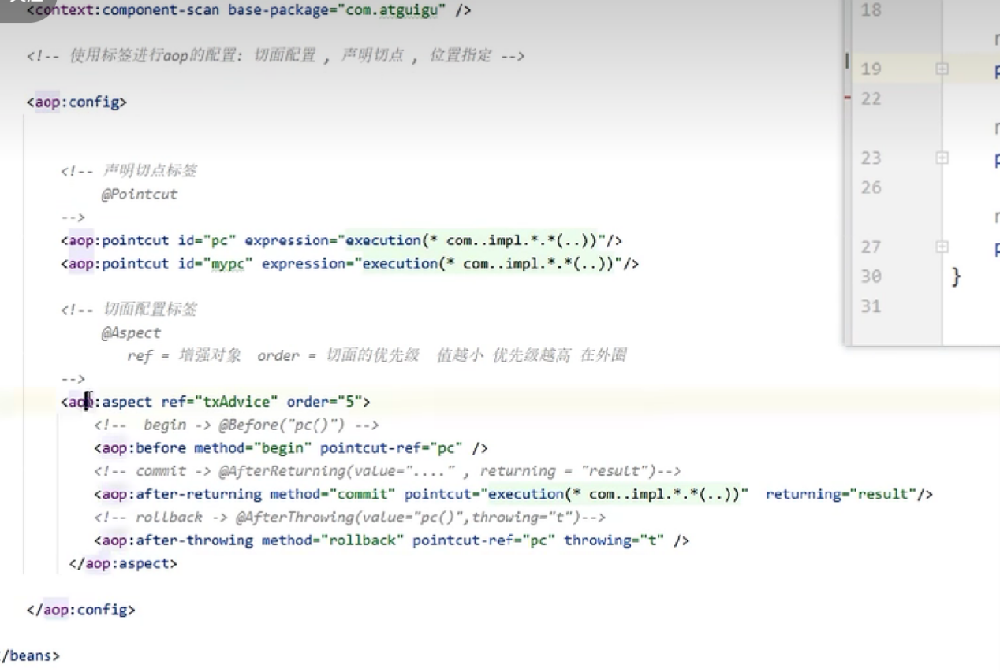 <context:component-scan base-package="com.atguigu" />
<!-- 使用标签进行aop的配置: 切面配置 , 声明切点 , 位置指定 -->
<aop:config>
<!-- 声明切点标签
@Pointcut
-->
<aop:pointcut id="pc" expression="execution(* com..impl.*.*(..))"/>
<aop:pointcut id="mypc" expression="execution(* com..impl.*.*(..))"/>
<!-- 切面配置标签
@Aspect
ref = 增强对象 order = 切面的优先级 值越小 优先级越高 在外圈
-->
<aop:aspect ref="txAdvice" order="5">
<!-- begin -> @Before("pc()") -->
<aop:before method="begin" pointcut-ref="pc" />
<!-- commit -> @AfterReturning(value="...." , returning = "result")-->
<aop:after-returning method="commit" pointcut="execution(* com..impl.*.*(..))" returning="result"/>
<!-- rollback -> @AfterThrowing(value="pc()",throwing="t")-->
<aop:after-throwing method="rollback" pointcut-ref="pc" throwing="t" />
</aop:aspect>
</aop:config>
/beans>
18
19
22
23
26
27
30 }
31